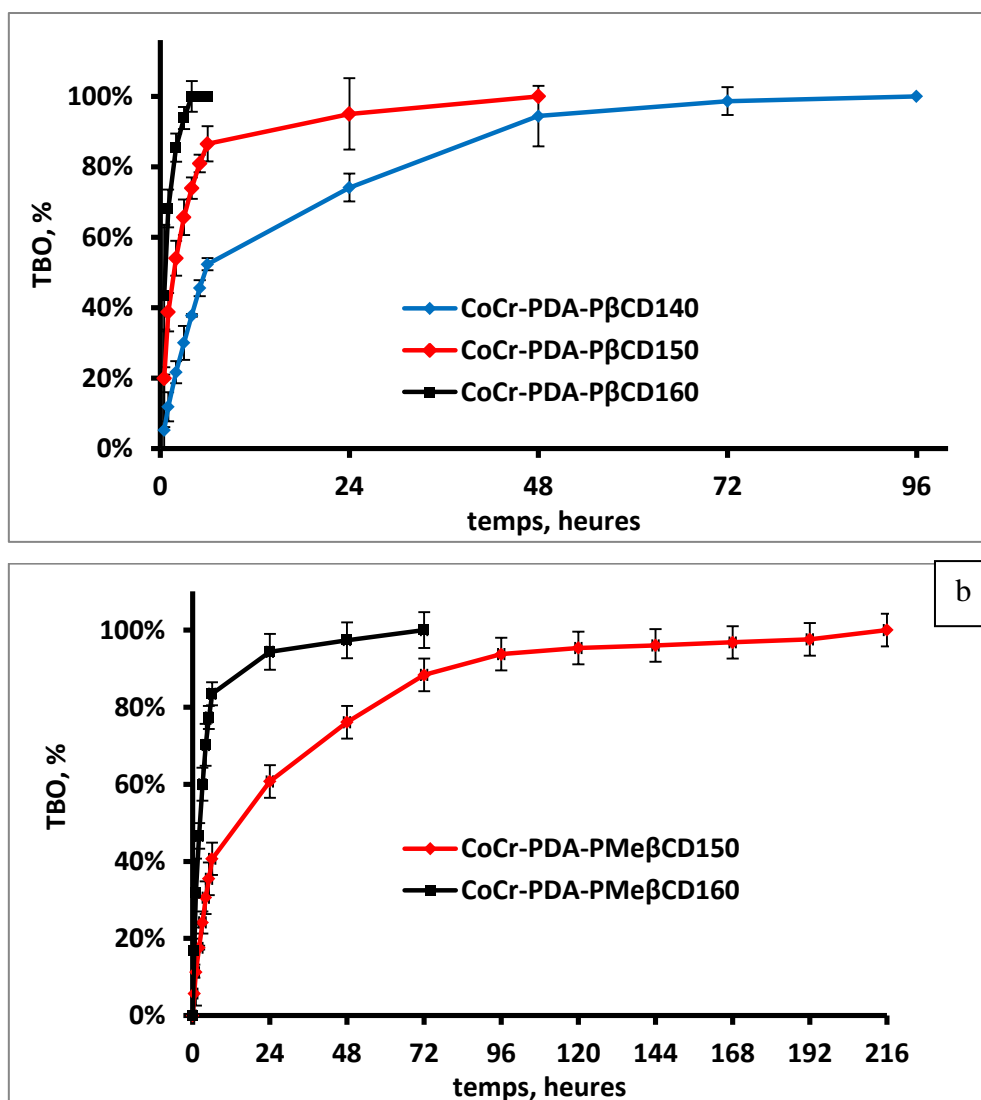 100%
80%
60%
40%
20%
0%
TBO, %
CoCr-PDA-PβCD140
CoCr-PDA-PβCD150
CoCr-PDA-PβCD160
0 24 48 72 96
temps, heures
b
100%
80%
60%
40%
20%
0%
TBO, %
CoCr-PDA-PMeβCD150
CoCr-PDA-PMeβCD160
0 24 48 72 96 120 144 168 192 216
temps, heures